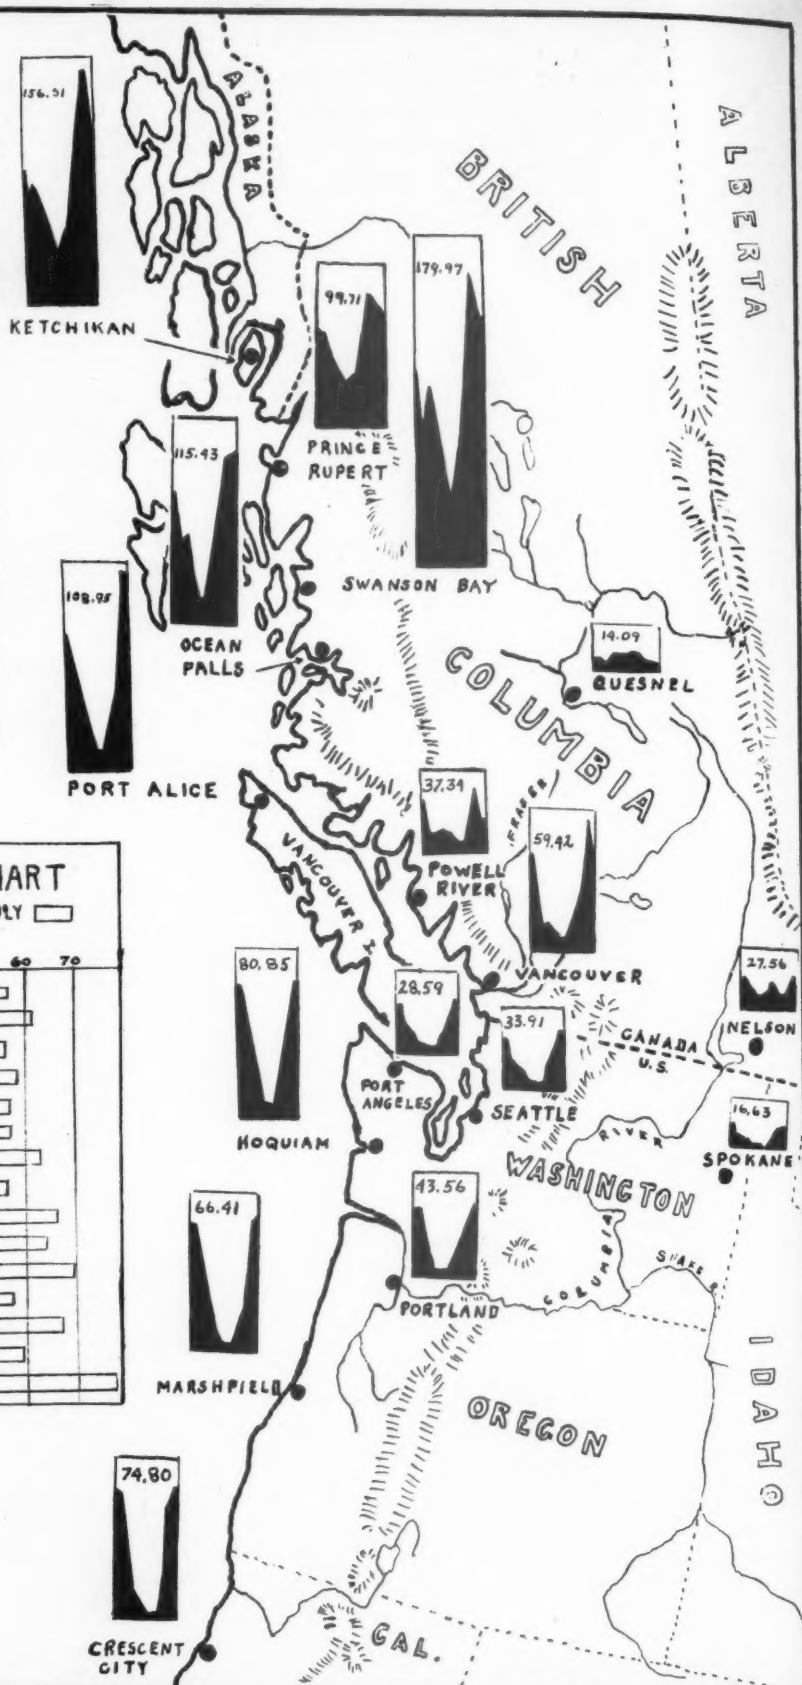 ALASKA
BRITISH
ALBERTA
156.51
KETCHIKAN
99.71
PRINCE
RUPERT
179.97
SWANSON BAY
115.43
OCEAN
FALLS
108.95
PORT ALICE
14.09
QUESNEL
COLUMBIA
37.34
POWELL
RIVER
FRASER
59.42
VANCOUVER
VANCOUVER I.
HART
LY
60 70
80.85
HOQUIAM
28.59
PORT
ANGELES
33.91
SEATTLE
CANADA
U.S.
27.56
NELSON
16.63
SPOKANE
RIVER
WASHINGTON
66.41
MARSHFIELD
43.56
PORTLAND
COLUMBIA
SNAKE R
OREGON
IDAHO
74.80
CRESCENT
CITY
CAL.